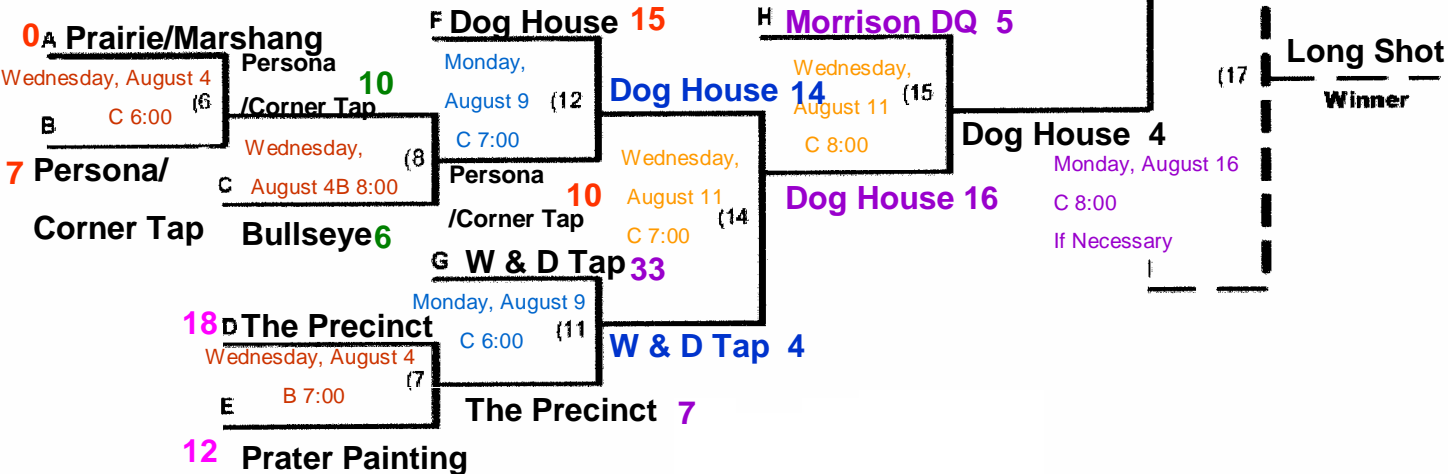 0 A Prairie/Marshang
Wednesday, August 4
C 6:00
(6
B
7 Persona/
Corner Tap
Persona
/Corner Tap
10
Wednesday,
August 4B 8:00
(8
C
Bullseye 6
F Dog House 15
Monday,
August 9
C 7:00
(12
Persona
/Corner Tap
10
G W & D Tap 33
Monday, August 9
C 6:00
(11
18 D The Precinct
Wednesday, August 4
B 7:00
(7
E
12 Prater Painting
The Precinct 7
Dog House 14
Wednesday,
August 11
C 7:00
(14
W & D Tap 4
H Morrison DQ 5
Wednesday,
August 11
C 8:00
(15
Dog House 16
Dog House 4
Monday, August 16
C 8:00
If Necessary
(17
Long Shot
Winner